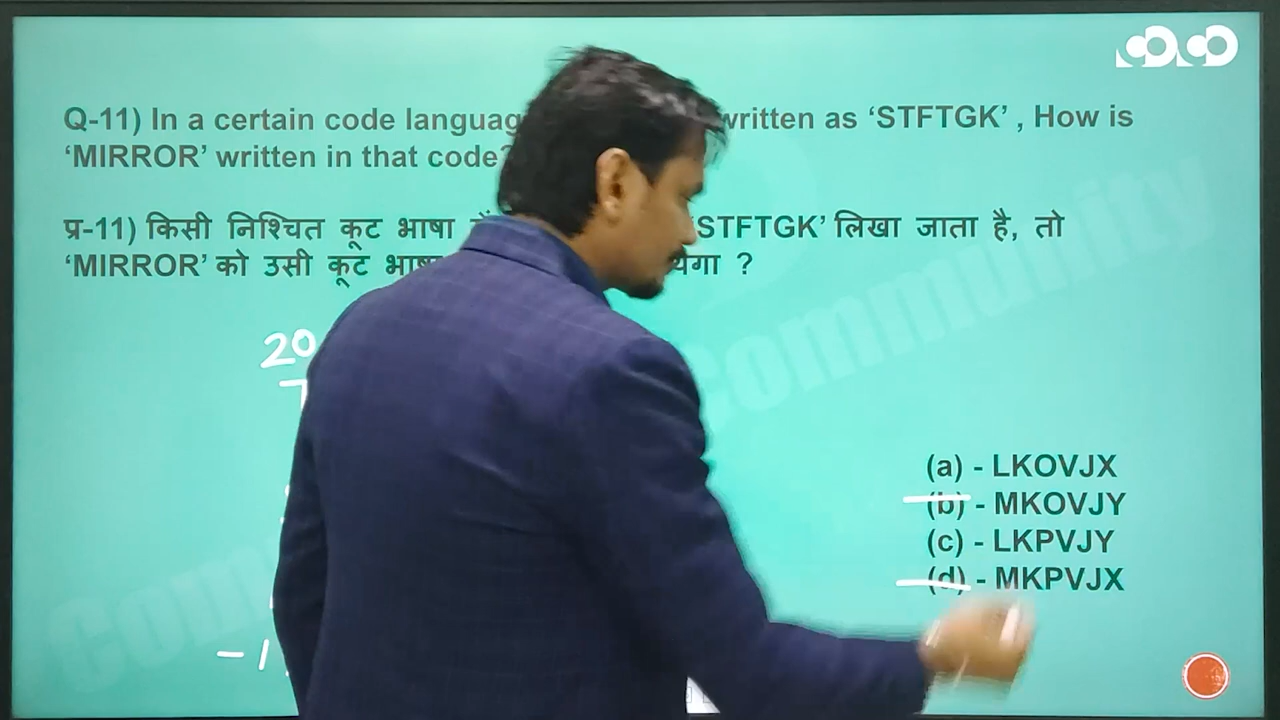 Q-11) In a certain code languag written as ‘STFTGK’ , How is
‘MIRROR’ written in that code?
प्र-11) किसी निश्चित कूट भाषा में STFTGK’ लिखा जाता है, तो
‘MIRROR’ को उसी कूट ?
20
(a) - LKOVJX
(b) - MKOVJY
(c) - LKPVJY
(d) - MKPVJX
-1
community